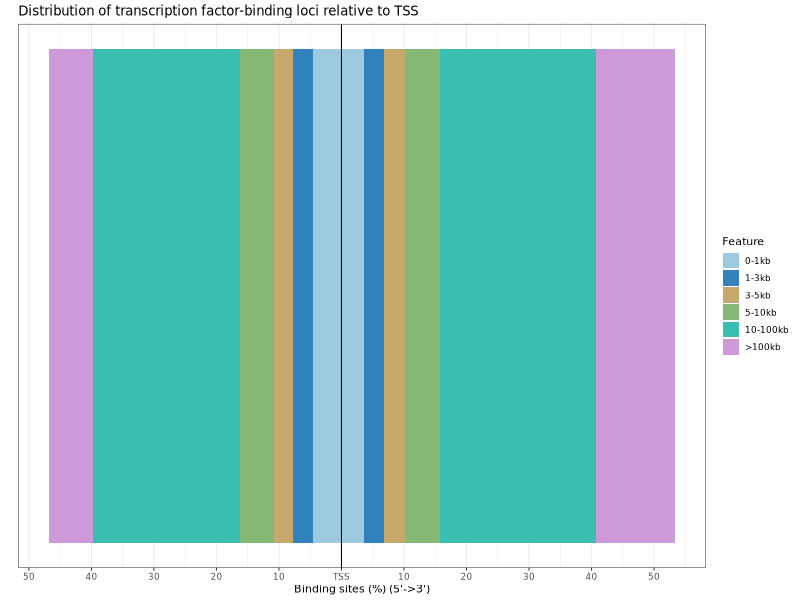 Distribution of transcription factor-binding loci relative to TSS
Feature
0-1kb
1-3kb
3-5kb
5-10kb
10-100kb
>100kb
50 40 30 20 10 TSS 10 20 30 40 50
Binding sites (%) (5'->3')